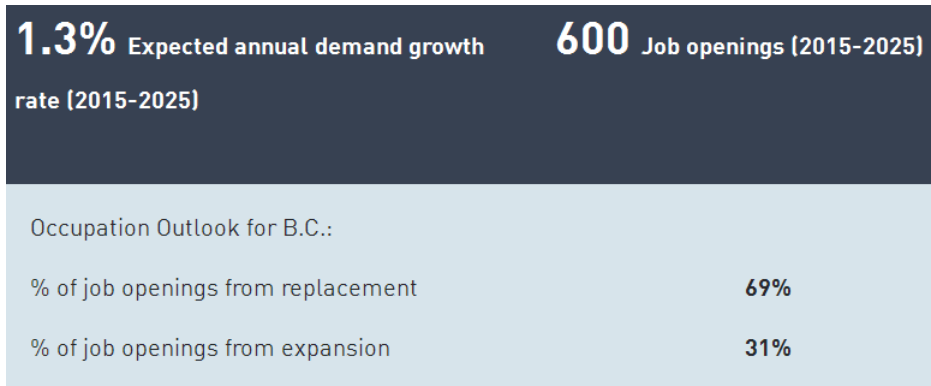 1.3% Expected annual demand growth
rate (2015-2025)
600 Job openings (2015-2025)
Occupation Outlook for B.C.:
% of job openings from replacement 69%
% of job openings from expansion 31%